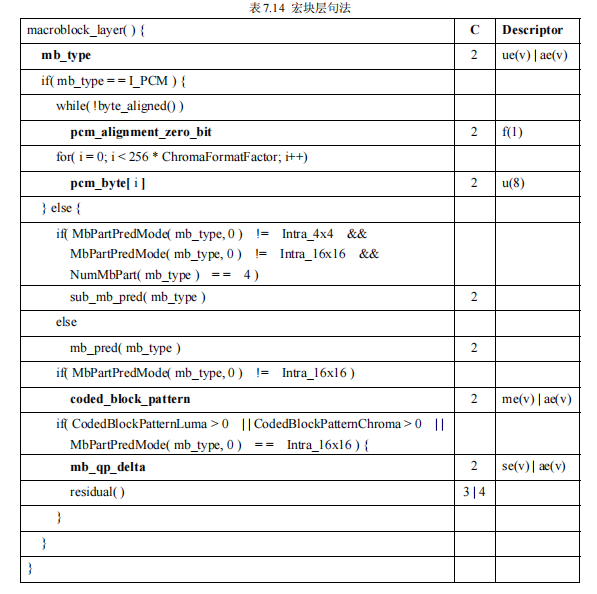 表7.14 宏块层句法
macroblock_layer( ) { C Descriptor
mb_type 2 ue(v) | ae(v)
if( mb_type = = I_PCM ) {
while( !byte_aligned() )
pcm_alignment_zero_bit 2 f(1)
for( i = 0; i < 256 * ChromaFormatFactor; i++)
pcm_byte[ i ] 2 u(8)
} else {
if( MbPartPredMode( mb_type, 0 ) != Intra_4x4 &&
MbPartPredMode( mb_type, 0 ) != Intra_16x16 &&
NumMbPart( mb_type ) == 4 )
sub_mb_pred( mb_type ) 2
else
mb_pred( mb_type ) 2
if( MbPartPredMode( mb_type, 0 ) != Intra_16x16 )
coded_block_pattern 2 me(v) | ae(v)
if( CodedBlockPatternLuma > 0 || CodedBlockPatternChroma > 0 ||
MbPartPredMode( mb_type, 0 ) == Intra_16x16 ) {
mb_qp_delta 2 se(v) | ae(v)
residual( ) 3 | 4
}
}
}